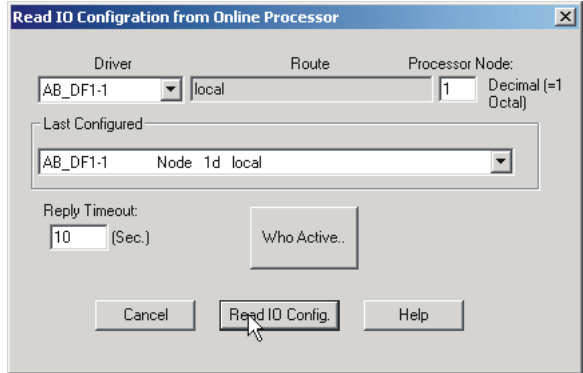 Read IO Configration from Online Processor
Driver Route Processor Node:
AB_DF1-1 local 1 Decimal (=1
Octal)
Last Configured
AB_DF1-1 Node 1d local
Reply Timeout:
10 (Sec.) Who Active..
Cancel Read IO Config. Help